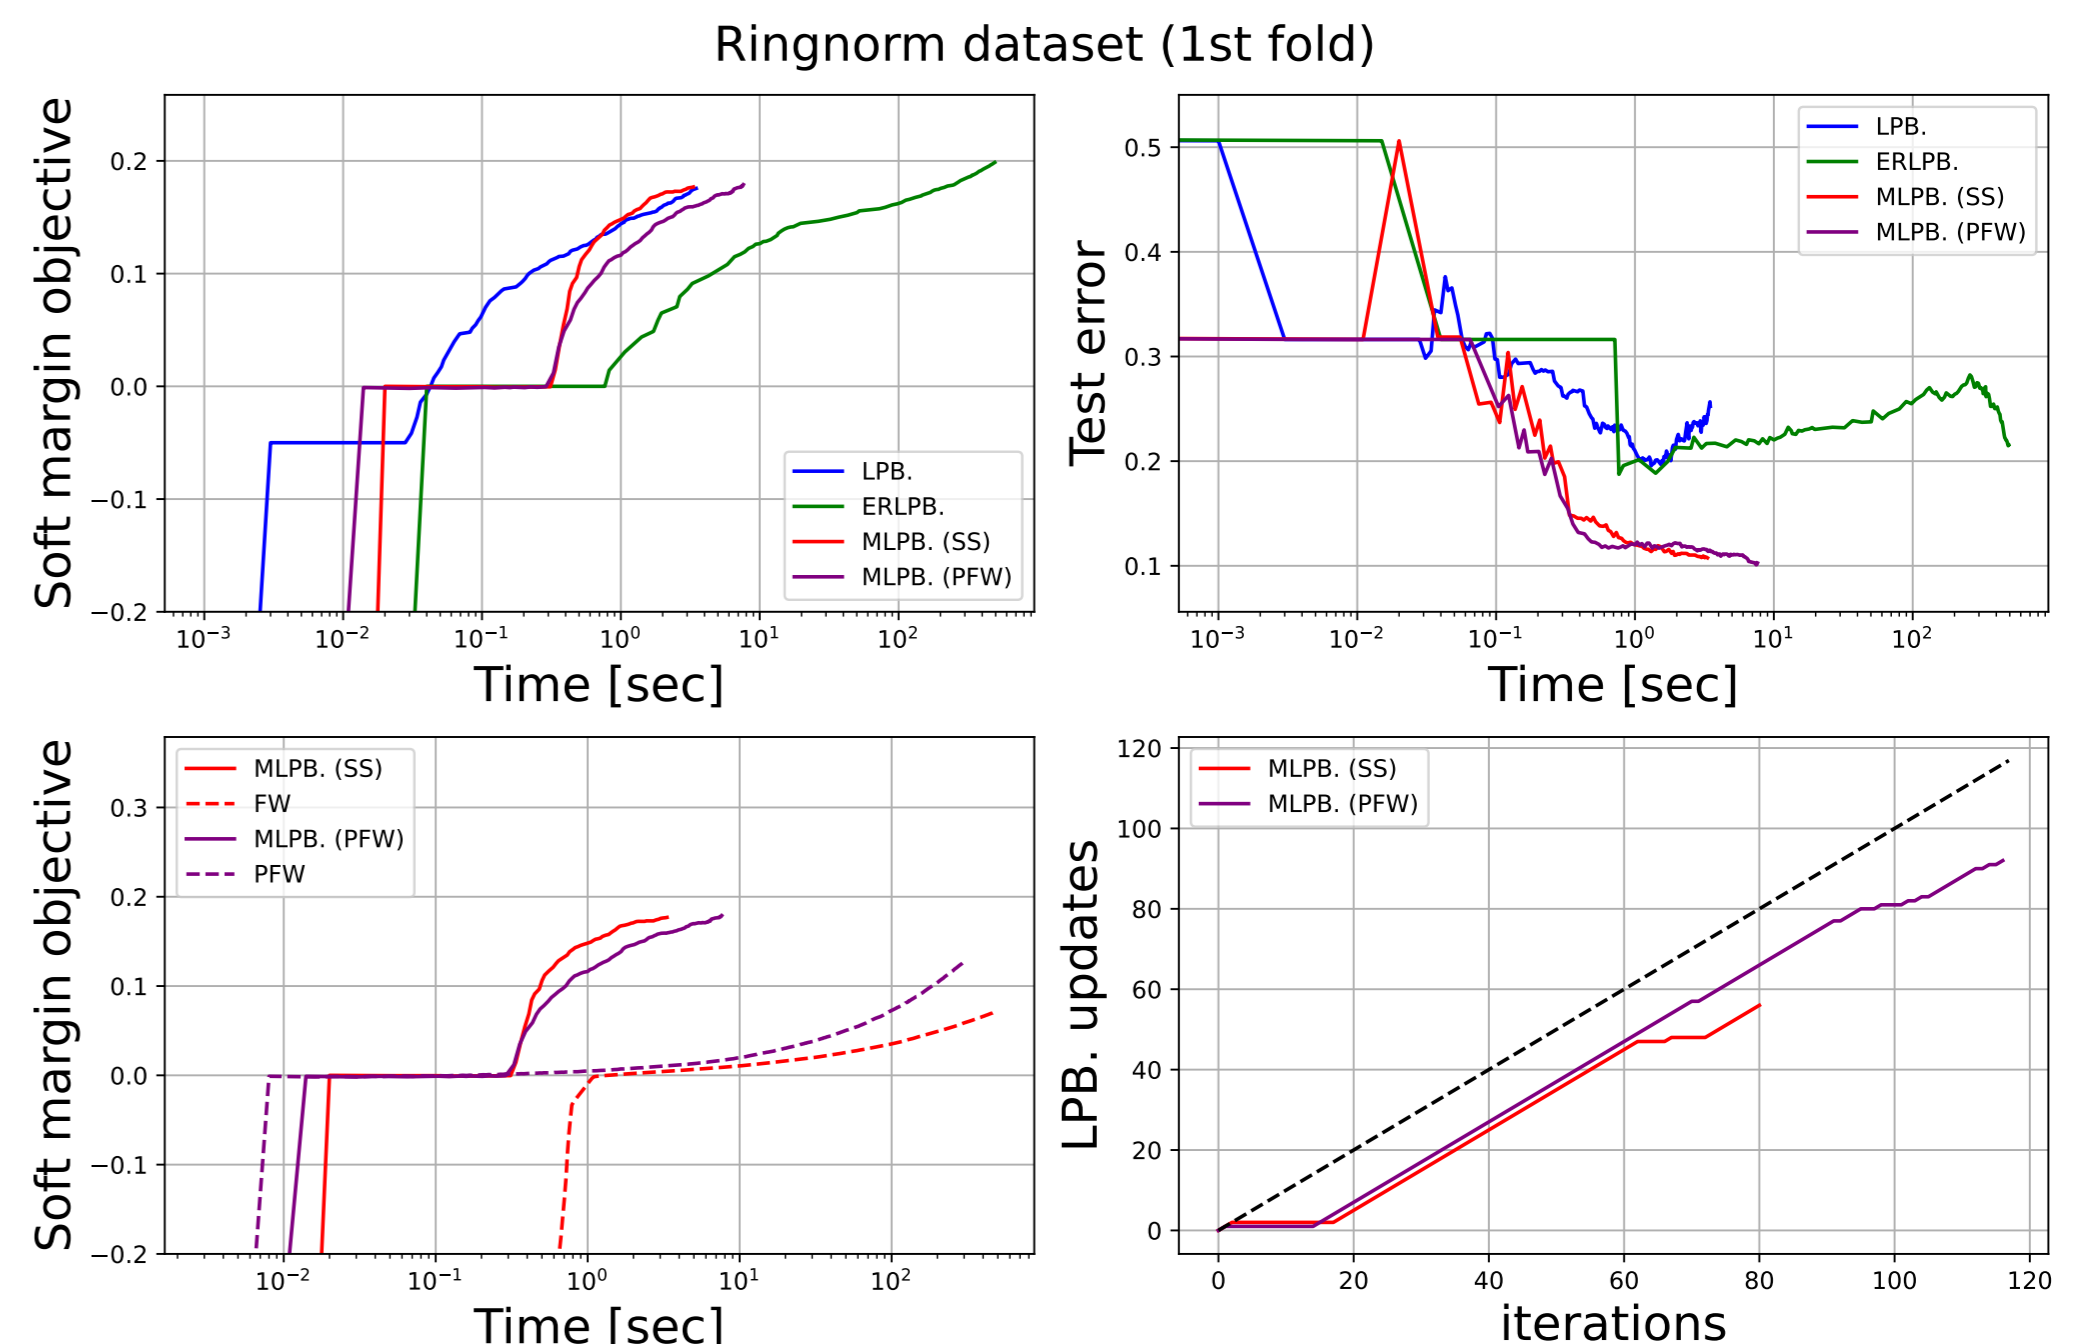 Ringnorm dataset (1st fold)
Soft margin objective
0.2
0.1
0.0
−0.1
−0.2
10⁻³ 10⁻² 10⁻¹ 10⁰ 10¹ 10²
Time [sec]
LPB.
ERLPB.
MLPB. (SS)
MLPB. (PFW)
Test error
0.5
0.4
0.3
0.2
0.1
10⁻³ 10⁻² 10⁻¹ 10⁰ 10¹ 10²
Time [sec]
LPB.
ERLPB.
MLPB. (SS)
MLPB. (PFW)
Soft margin objective
0.3
0.2
0.1
0.0
−0.1
−0.2
10⁻² 10⁻¹ 10⁰ 10¹ 10²
Time [sec]
MLPB. (SS)
FW
MLPB. (PFW)
PFW
LPB. updates
120
100
80
60
40
20
0
0 20 40 60 80 100 120
iterations
MLPB. (SS)
MLPB. (PFW)